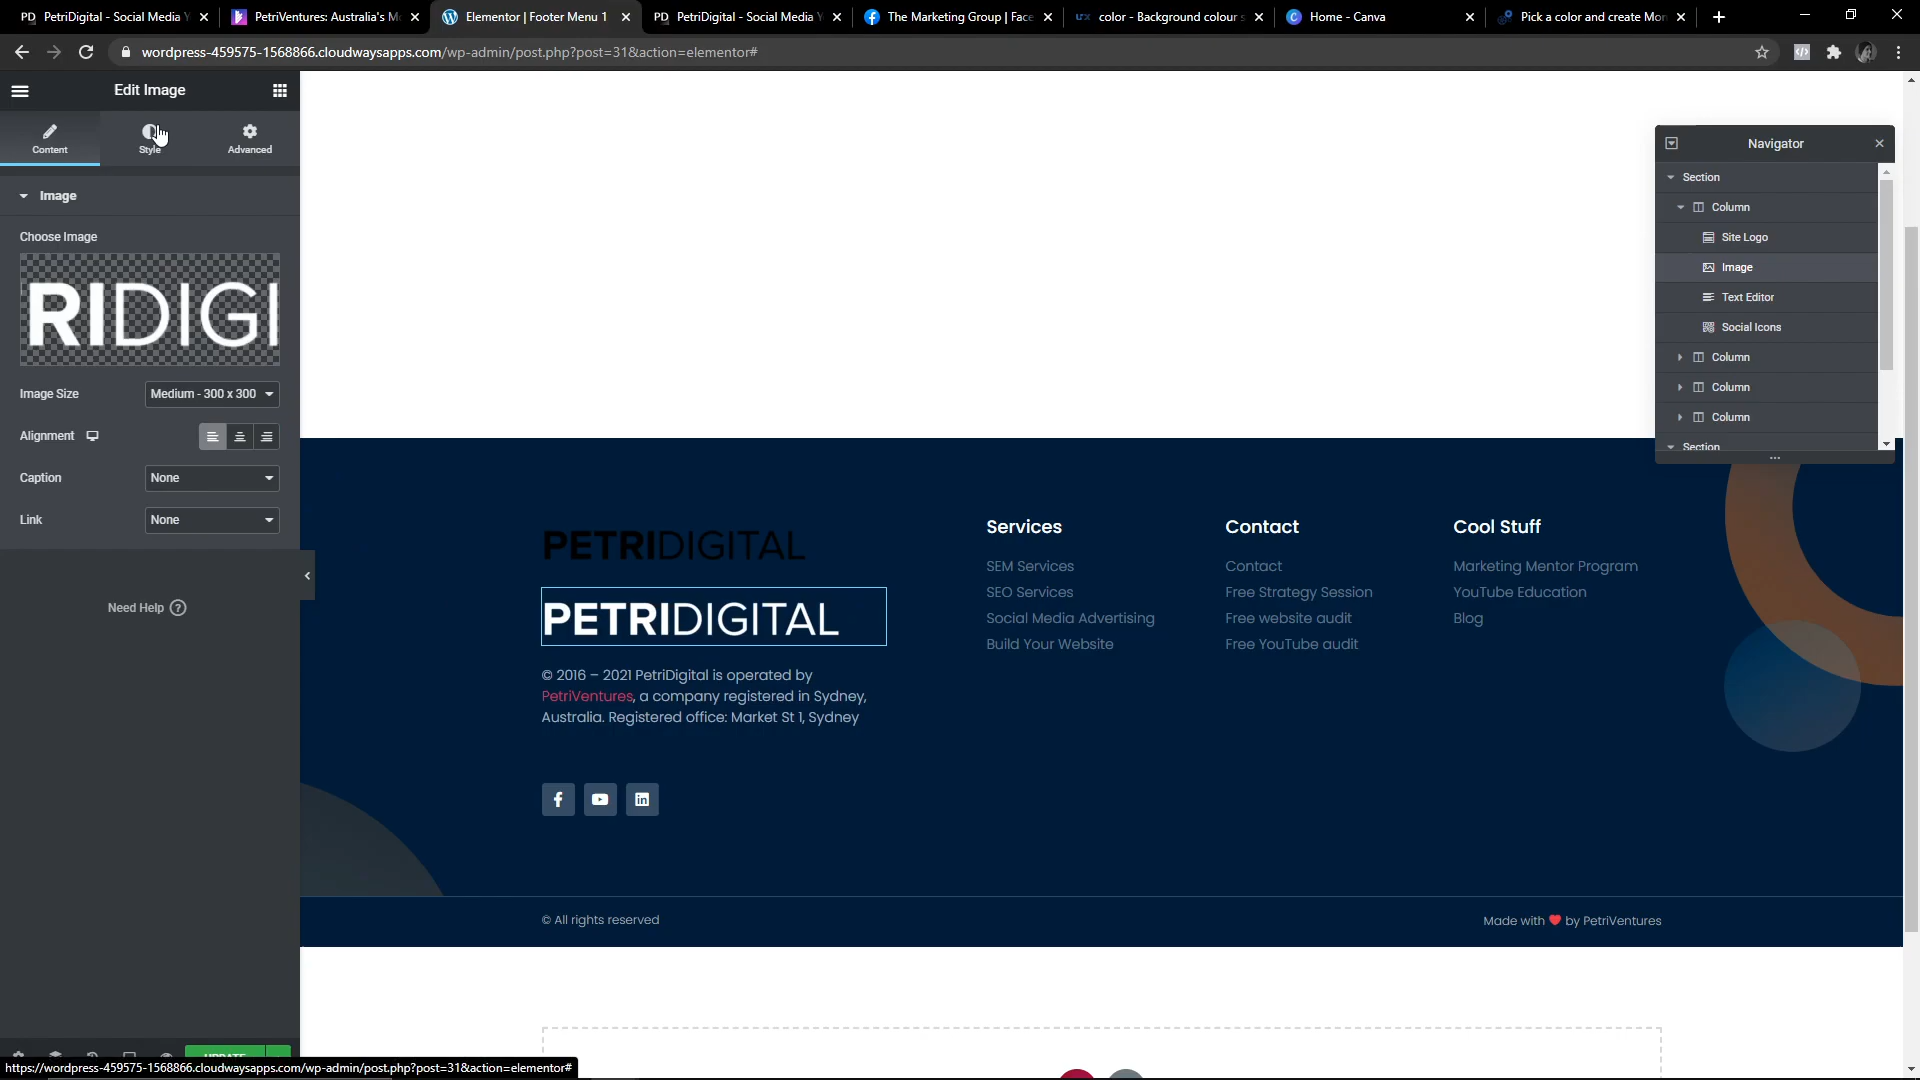 PD PetriDigital - Social Media Y
PetriVentures: Australia's Mo
Elementor | Footer Menu 1
PD PetriDigital - Social Media Y
The Marketing Group | Face
color - Background colour s
Home - Canva
Pick a color and create Mon
wordpress-459575-1568866.cloudwaysapps.com/wp-admin/post.php?post=31&action=elementor#
Edit Image
Content
Style
Advanced
Image
Choose Image
RIDIGI
Image Size
Medium - 300 x 300
Alignment
Caption
None
Link
None
Need Help ?
UPDATE
https://wordpress-459575-1568866.cloudwaysapps.com/wp-admin/post.php?post=31&action=elementor#
Navigator
Section
Column
Site Logo
Image
Text Editor
Social Icons
Column
Column
Column
Section
PETRIDIGITAL
PETRIDIGITAL
© 2016 – 2021 PetriDigital is operated by
PetriVentures, a company registered in Sydney,
Australia. Registered office: Market St 1, Sydney
Services
SEM Services
SEO Services
Social Media Advertising
Build Your Website
Contact
Contact
Free Strategy Session
Free website audit
Free YouTube audit
Cool Stuff
Marketing Mentor Program
YouTube Education
Blog
© All rights reserved
Made with ❤ by PetriVentures